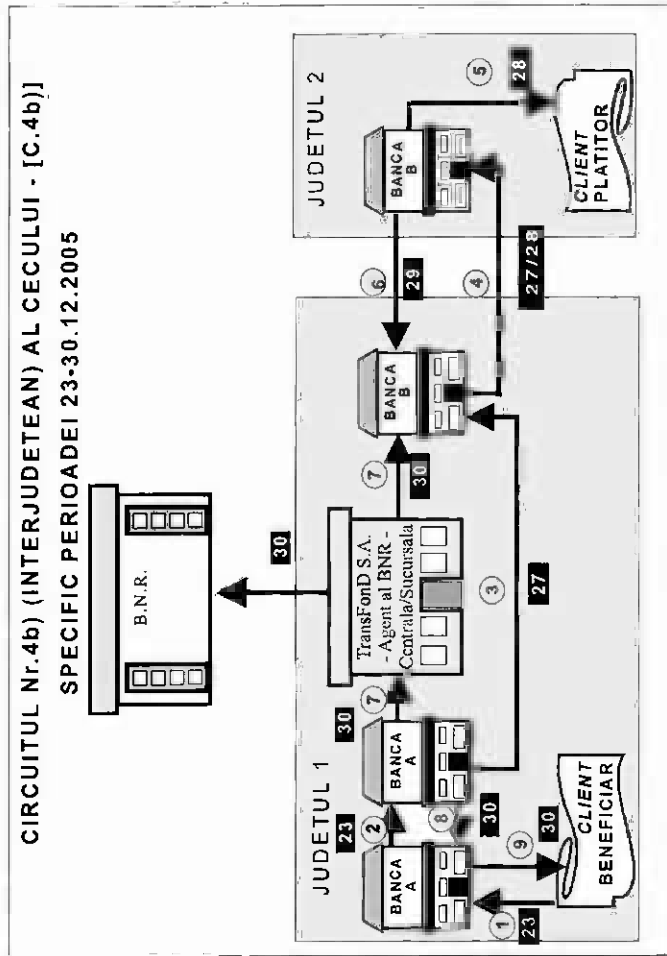 CIRCUITUL Nr.4b) (INTERJUDETEAN) AL CECULUI - [C.4b)]
SPECIFIC PERIOADEI 23-30.12.2005
B.N.R.
30
JUDETUL 1
JUDETUL 2
TransFonD S.A.
- Agent al BNR -
Centrala/Sucursala
BANCA
A
BANCA
A
BANCA
B
BANCA
B
23
2
30
7
7
30
6
29
5
28
8
30
3
27
4
27/28
1
23
9
30
CLIENT
BENEFICIAR
CLIENT
PLATITOR